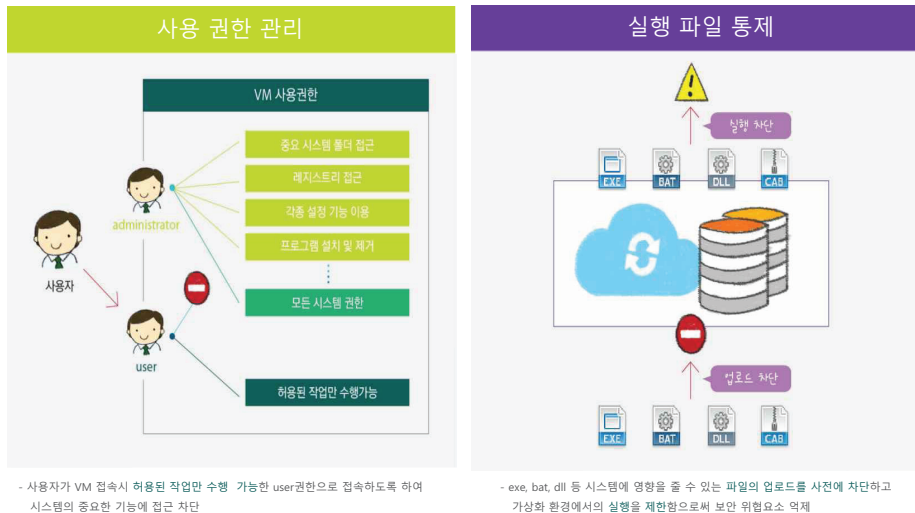 사용 권한 관리
VM 사용권한
중요 시스템 폴더 접근
레지스트리 접근
각종 설정 기능 이용
프로그램 설치 및 제거
모든 시스템 권한
administrator
사용자
user
허용된 작업만 수행가능
- 사용자가 VM 접속시 허용된 작업만 수행 가능한 user권한으로 접속하도록 하여
시스템의 중요한 기능에 접근 차단
실행 파일 통제
실행 차단
EXE BAT DLL CAB
업로드 차단
EXE BAT DLL CAB
- exe, bat, dll 등 시스템에 영향을 줄 수 있는 파일의 업로드를 사전에 차단하고
가상화 환경에서의 실행을 제한함으로써 보안 위협요소 억제